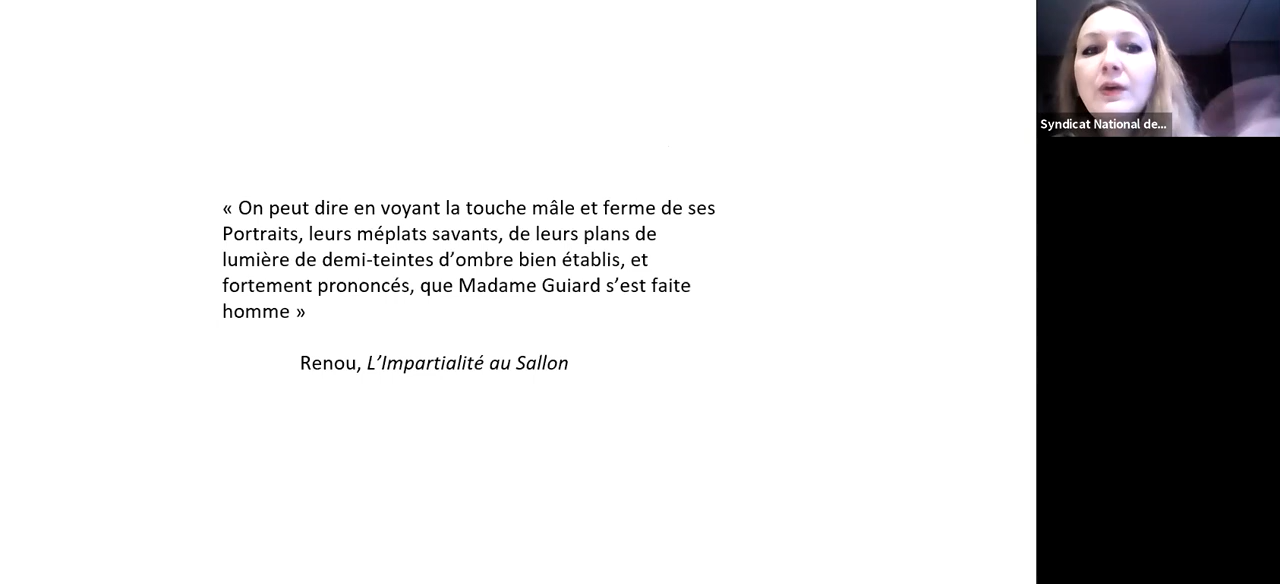 « On peut dire en voyant la touche mâle et ferme de ses
Portraits, leurs méplats savants, de leurs plans de
lumière de demi-teintes d’ombre bien établis, et
fortement prononcés, que Madame Guiard s’est faite
homme »
Renou, L’Impartialité au Sallon
Syndicat National de...